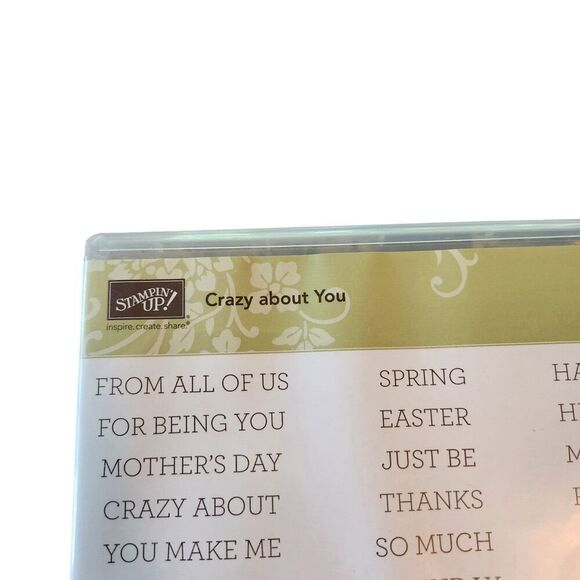 STAMPIN' UP!
inspire.create.share.®
Crazy about You
FROM ALL OF US
FOR BEING YOU
MOTHER'S DAY
CRAZY ABOUT
YOU MAKE ME
SPRING
EASTER
JUST BE
THANKS
SO MUCH